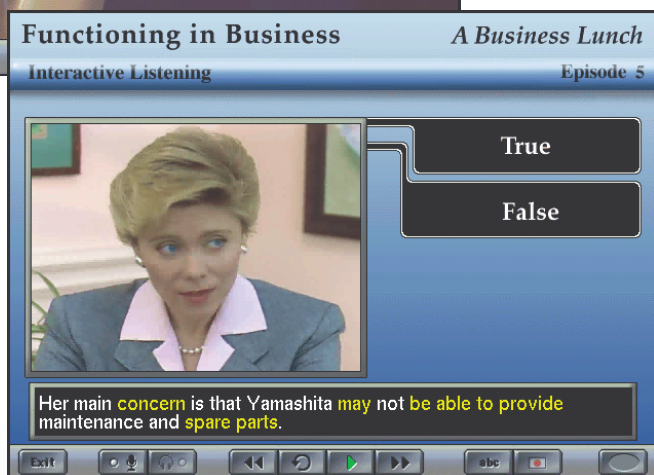 Functioning in Business
A Business Lunch
Interactive Listening
Episode 5
True
False
Her main concern is that Yamashita may not be able to provide
maintenance and spare parts.
Exit
abc